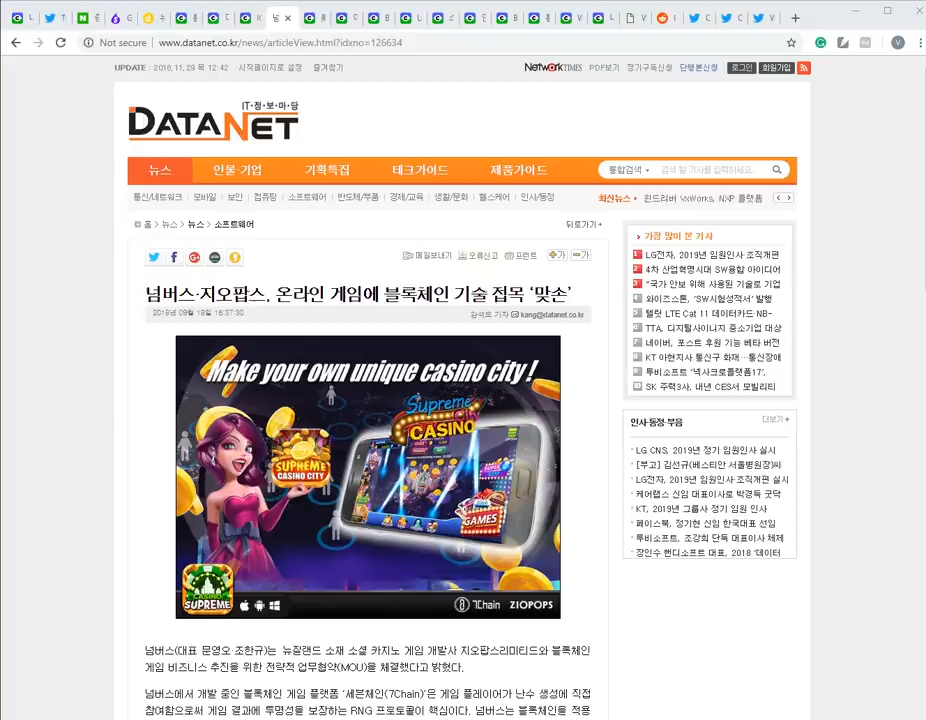 Not secure www.datanet.co.kr/news/articleView.html?idxno=126634
UPDATE : 2018.11.29 목 12:42 시작페이지로 설정 즐겨찾기
NetworkTIMES PDF보기 정기구독신청 단행본신청 로그인 회원가입
IT·정·보·마·당
DATANET
뉴스 인물·기업 기획특집 테크가이드 제품가이드 통합검색 검색 할 기사를 입력하세요.
통신/네트워크 모바일 보안 컴퓨팅 소프트웨어 반도체/부품 경제/교육 생활/문화 헬스케어 인사/동정
최신뉴스 윈드리버 VxWorks, NXP 플랫폼
홈 > 뉴스 > 뉴스 > 소프트웨어
뒤로가기
메일보내기 오류신고 프린트 가 가
넘버스·지오팝스, 온라인 게임에 블록체인 기술 접목 ‘맞손’
2018년 09월 18일 16:37:30
강석오 기자 kang@datanet.co.kr
Make your own unique casino city !
Supreme City
CASINO
SUPREME
CASINO CITY
SUPER
GAMES
CASINO
SUPREME
7Chain ZIOPOPS
넘버스(대표 문영오·조한규)는 뉴질랜드 소재 소셜 카지노 게임 개발사 지오팝스리미티드와 블록체인
게임 비즈니스 추진을 위한 전략적 업무협약(MOU)을 체결했다고 밝혔다.
넘버스에서 개발 중인 블록체인 게임 플랫폼 ‘세븐체인(7Chain)’은 게임 플레이어가 난수 생성에 직접
참여함으로써 게임 결과에 투명성을 보장하는 RNG 프로토콜이 핵심이다. 넘버스는 블록체인을 적용
가장 많이 본 기사
1 LG전자, 2019년 임원인사·조직개편
2 4차 산업혁명시대 SW융합 아이디어
3 “국가 안보 위해 사용된 기술로 기업
4 와이즈스톤, ‘SW시험성적서’ 발행
5 텔릿 LTE Cat 11 데이터카드·NB-
6 TTA, 디지털사이니지 중소기업 대상
7 네이버, 포스트 후원 기능 베타 버전
8 KT 아현지사 통신구 화재…통신장애
9 투비소프트 ‘넥사크로플랫폼17’,
10 SK 주력3사, 내년 CES서 모빌리티
인사·동정·부음
더보기
LG CNS, 2019년 정기 임원인사 실시
[부고] 김선규(베스티안 서울병원장)씨
LG전자, 2019년 임원인사·조직개편 실시
케어랩스 신임 대표이사로 박경득 굿닥
KT, 2019년 그룹사 정기 임원 인사
페이스북, 정기현 신임 한국대표 선임
투비소프트, 조강희 단독 대표이사 체제
장인수 핸디소프트 대표, 2018 ‘데이터